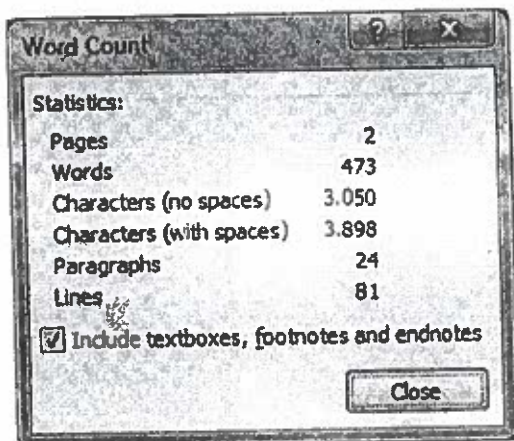 Word Count
?
X
Statistics:
Pages 2
Words 473
Characters (no spaces) 3.050
Characters (with spaces) 3.898
Paragraphs 24
Lines 81
Include textboxes, footnotes and endnotes
Close